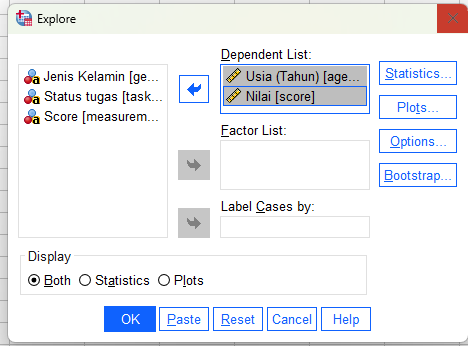 Explore
Dependent List:
Jenis Kelamin [ge...
Status tugas [task...
Score [measurem...
Usia (Tahun) [age...
Nilai [score]
Statistics...
Plots...
Options...
Bootstrap...
Factor List:
Label Cases by:
Display
Both Statistics Plots
OK Paste Reset Cancel Help